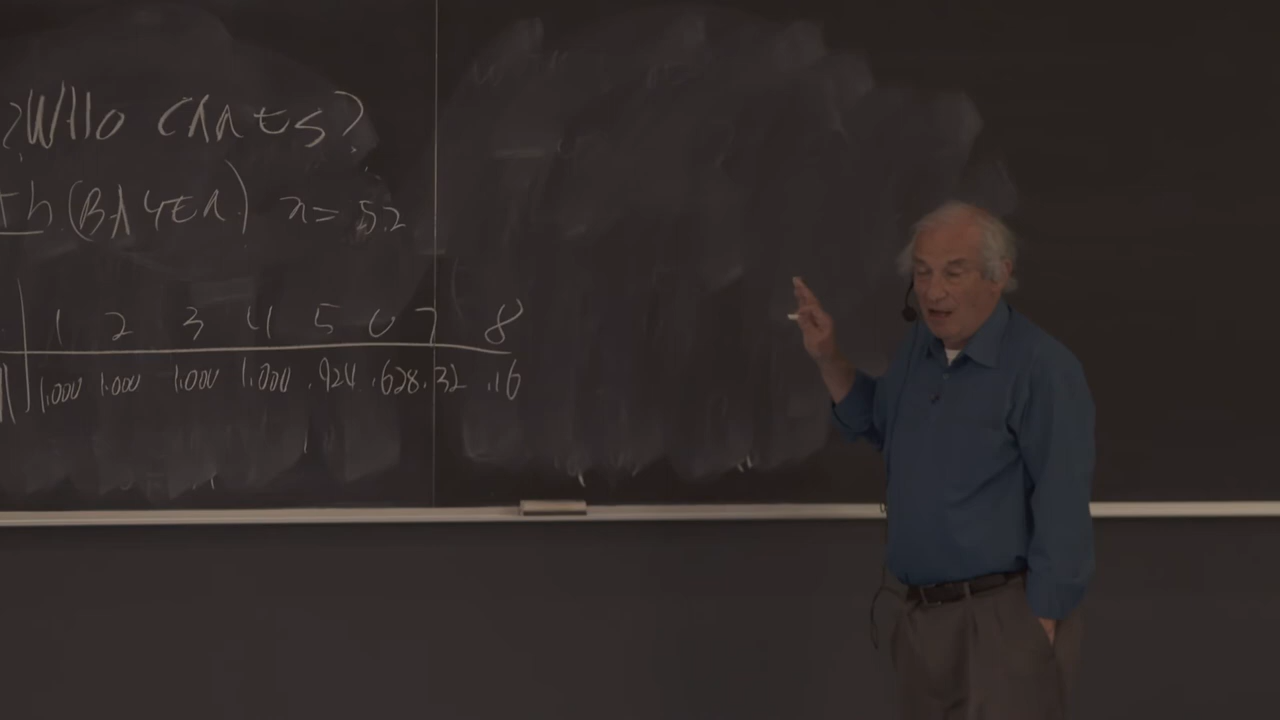 ?WHO CARES?
Th (BAYER) n = 52
1 2 3 4 5 6 7 8
1.000 1.000 1.000 1.000 .924 .628 .32 .16